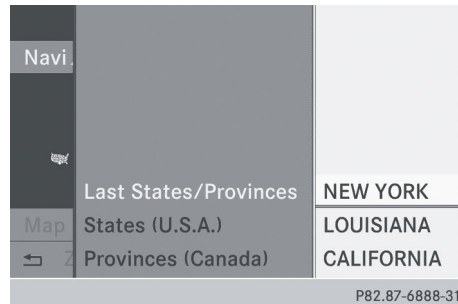 Navi
Last States/Provinces NEW YORK
Map States (U.S.A.) LOUISIANA
Z Provinces (Canada) CALIFORNIA
P82.87-6888-31